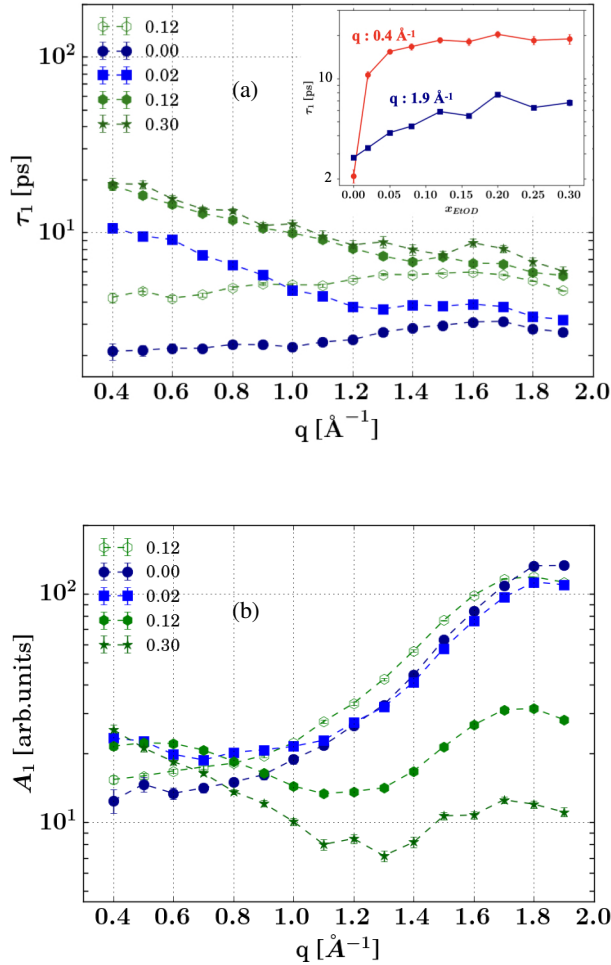 10²
10¹
τ₁ [ps]
0.12
0.00
0.02
0.12
0.30
(a)
q : 0.4 Å⁻¹
q : 1.9 Å⁻¹
10
2
τ₁ [ps]
0.00 0.05 0.10 0.15 0.20 0.25 0.30
x_EtOD
0.4 0.6 0.8 1.0 1.2 1.4 1.6 1.8 2.0
q [Å⁻¹]
10²
10¹
A₁ [arb.units]
0.12
0.00
0.02
0.12
0.30
(b)
0.4 0.6 0.8 1.0 1.2 1.4 1.6 1.8 2.0
q [Å⁻¹]